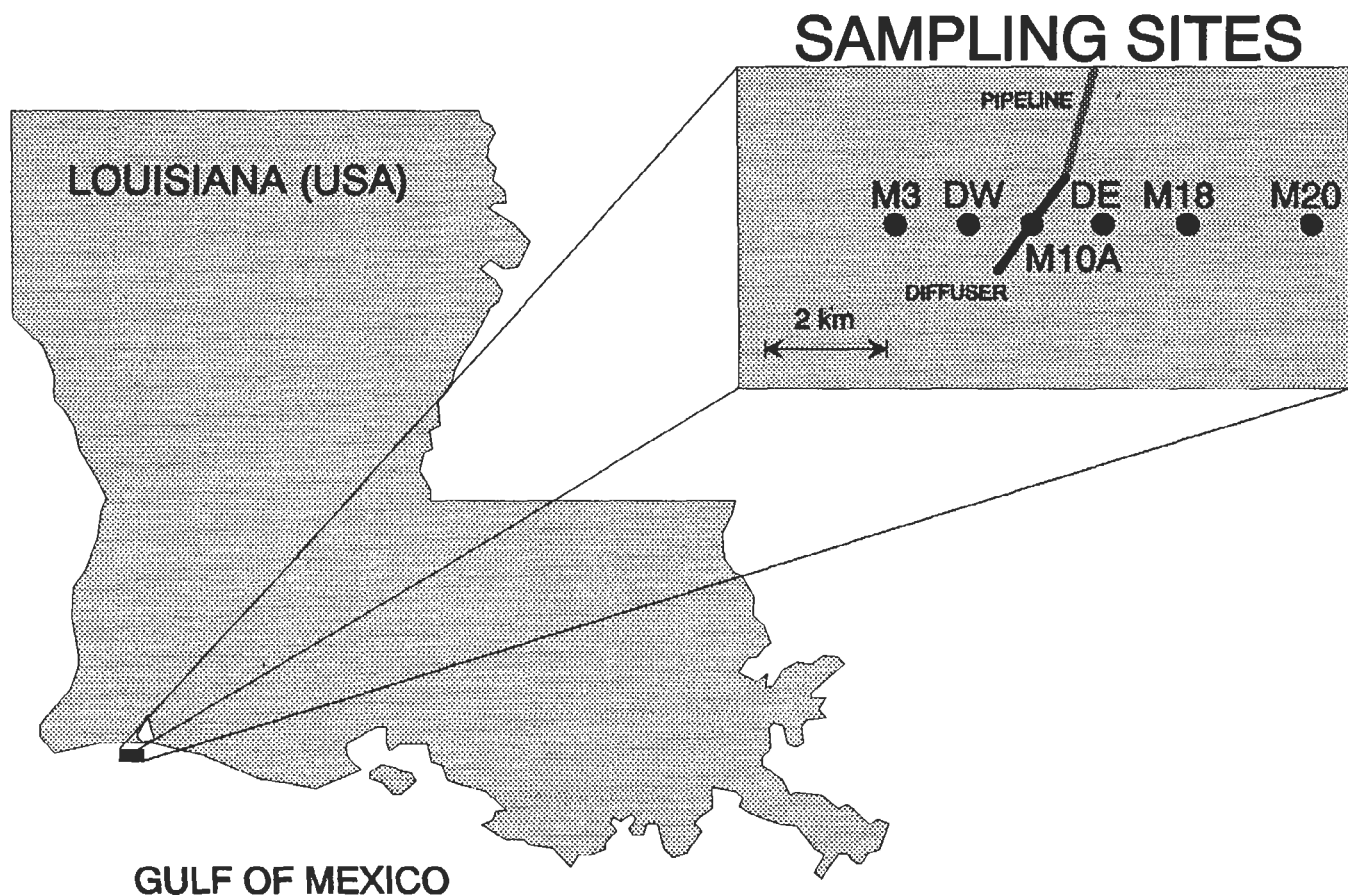 SAMPLING SITES
PIPELINE
LOUISIANA (USA)
M3 DW DE M18 M20
M10A
DIFFUSER
2 km
GULF OF MEXICO